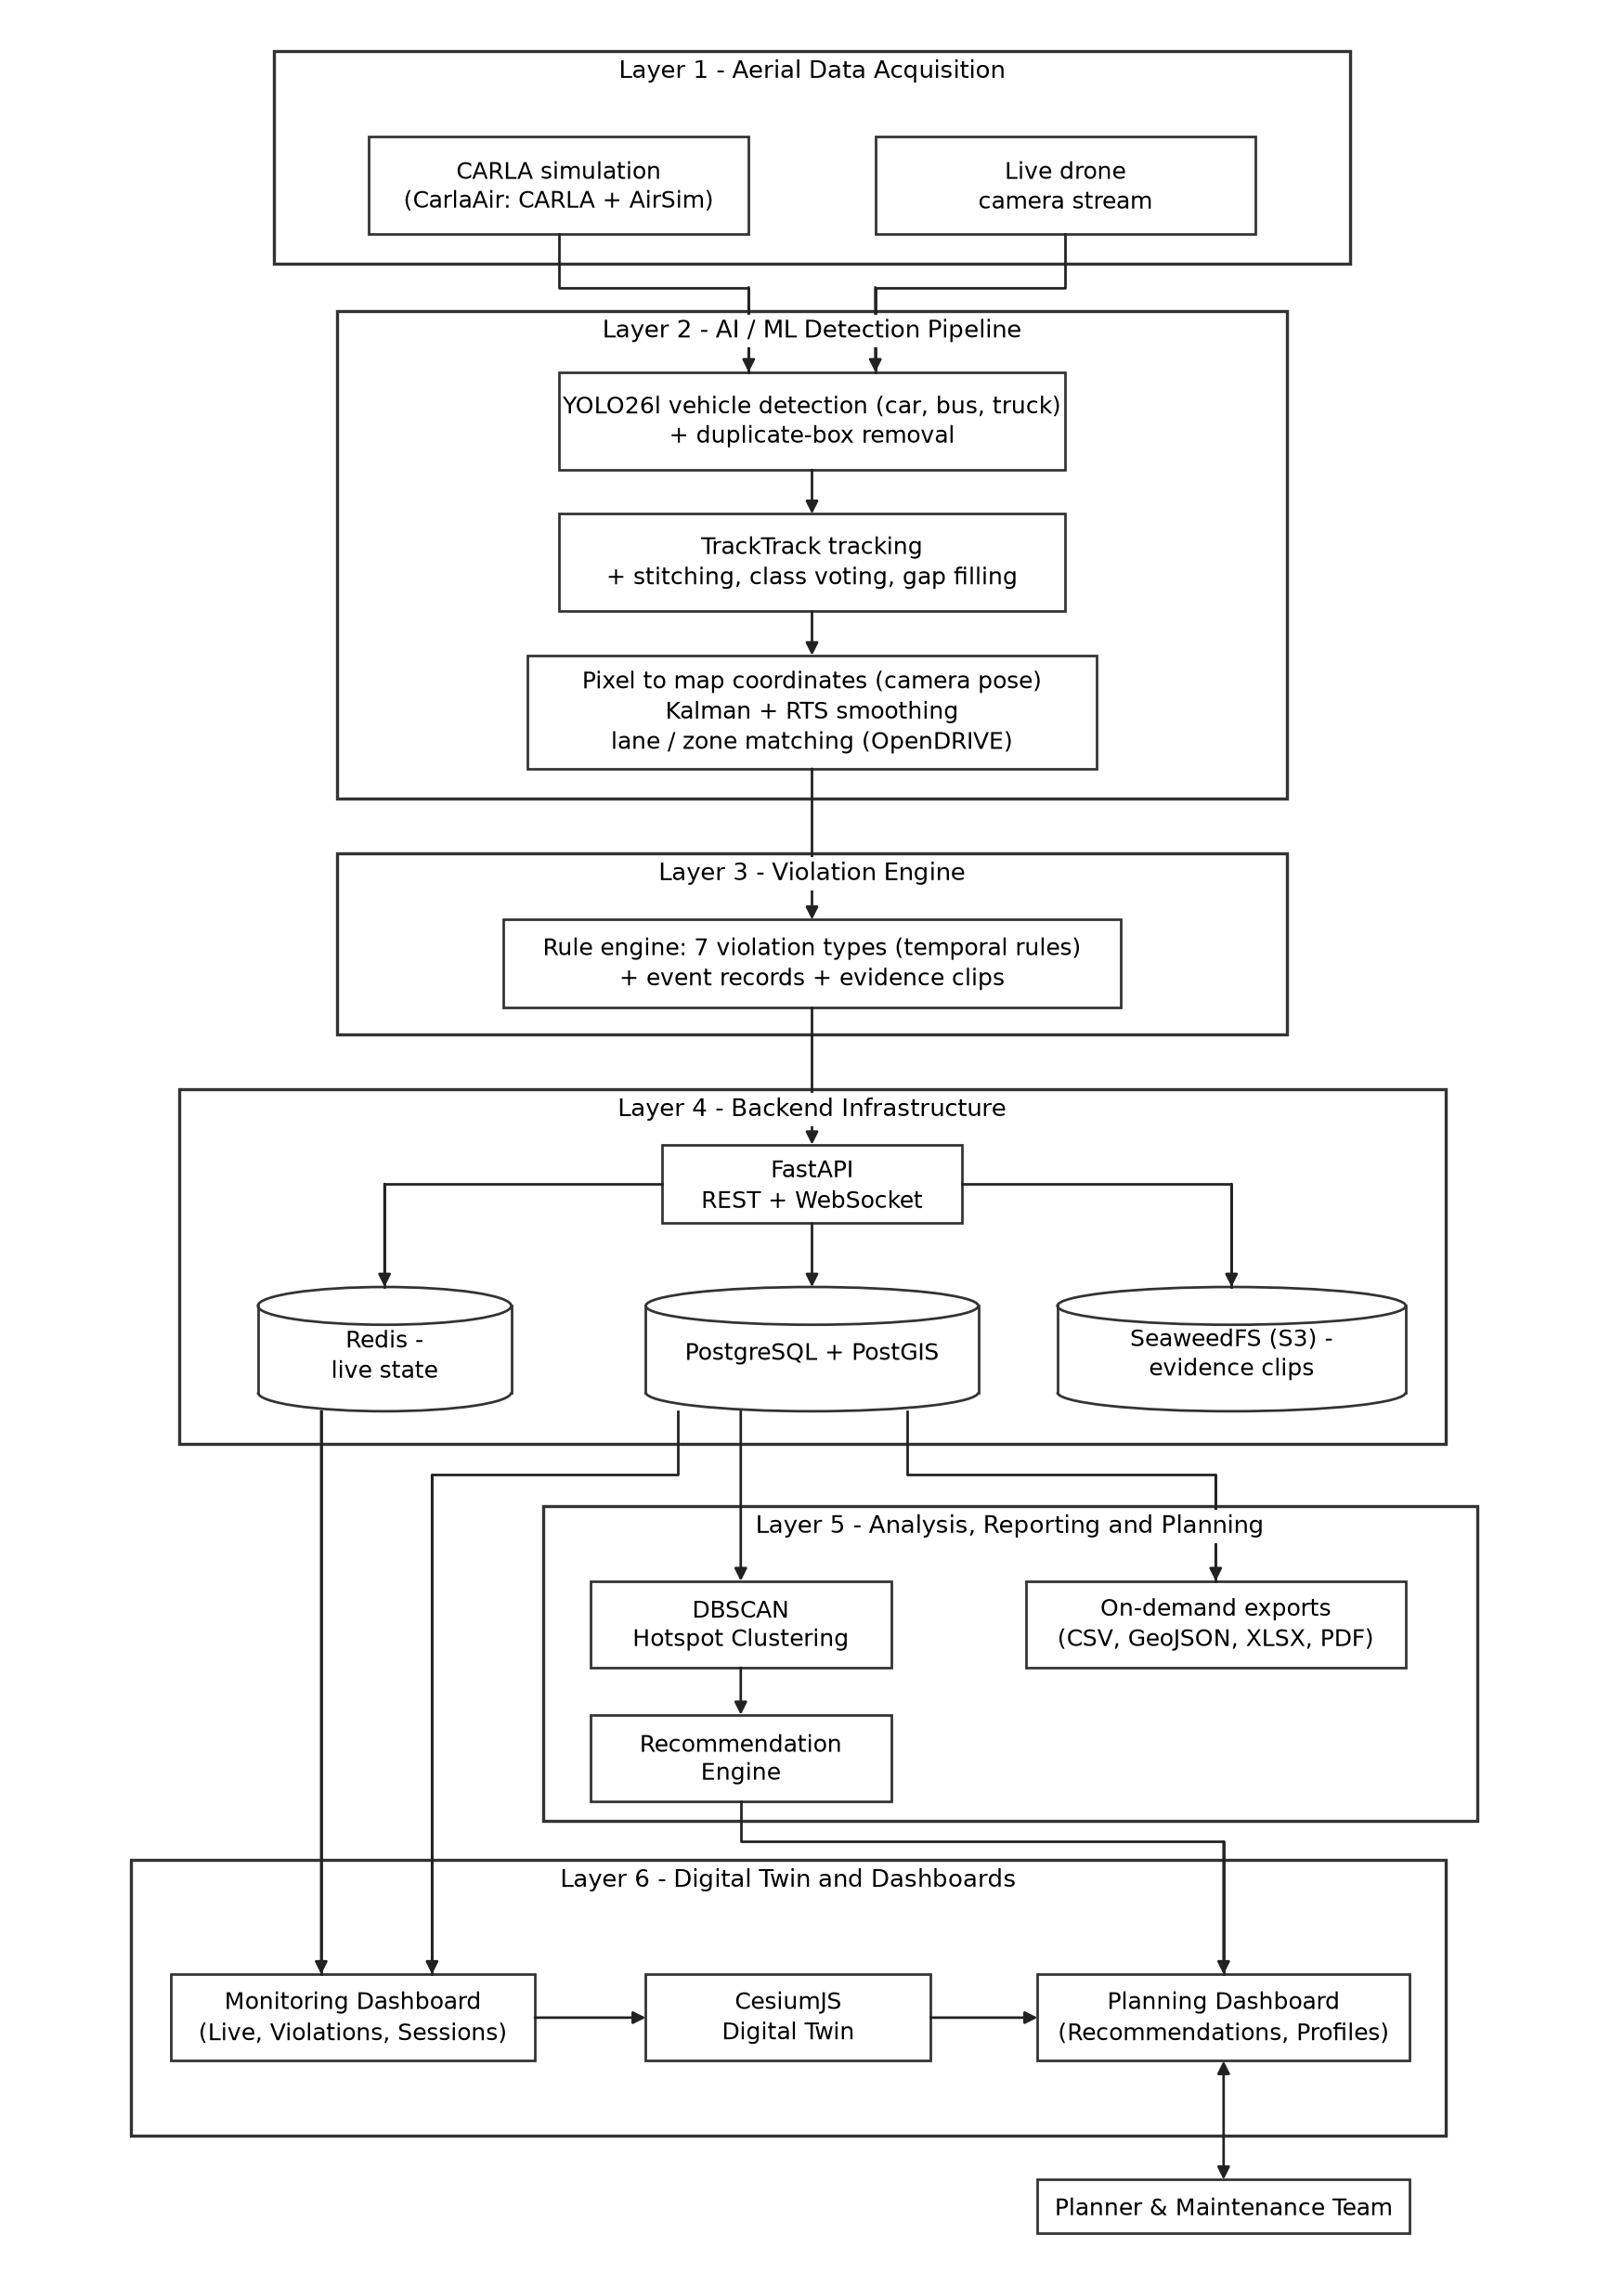 Layer 1 - Aerial Data Acquisition
CARLA simulation
(CarlaAir: CARLA + AirSim)
Live drone
camera stream
Layer 2 - AI / ML Detection Pipeline
YOLO26l vehicle detection (car, bus, truck)
+ duplicate-box removal
TrackTrack tracking
+ stitching, class voting, gap filling
Pixel to map coordinates (camera pose)
Kalman + RTS smoothing
lane / zone matching (OpenDRIVE)
Layer 3 - Violation Engine
Rule engine: 7 violation types (temporal rules)
+ event records + evidence clips
Layer 4 - Backend Infrastructure
FastAPI
REST + WebSocket
Redis -
live state
PostgreSQL + PostGIS
SeaweedFS (S3) -
evidence clips
Layer 5 - Analysis, Reporting and Planning
DBSCAN
Hotspot Clustering
On-demand exports
(CSV, GeoJSON, XLSX, PDF)
Recommendation
Engine
Layer 6 - Digital Twin and Dashboards
Monitoring Dashboard
(Live, Violations, Sessions)
CesiumJS
Digital Twin
Planning Dashboard
(Recommendations, Profiles)
Planner & Maintenance Team